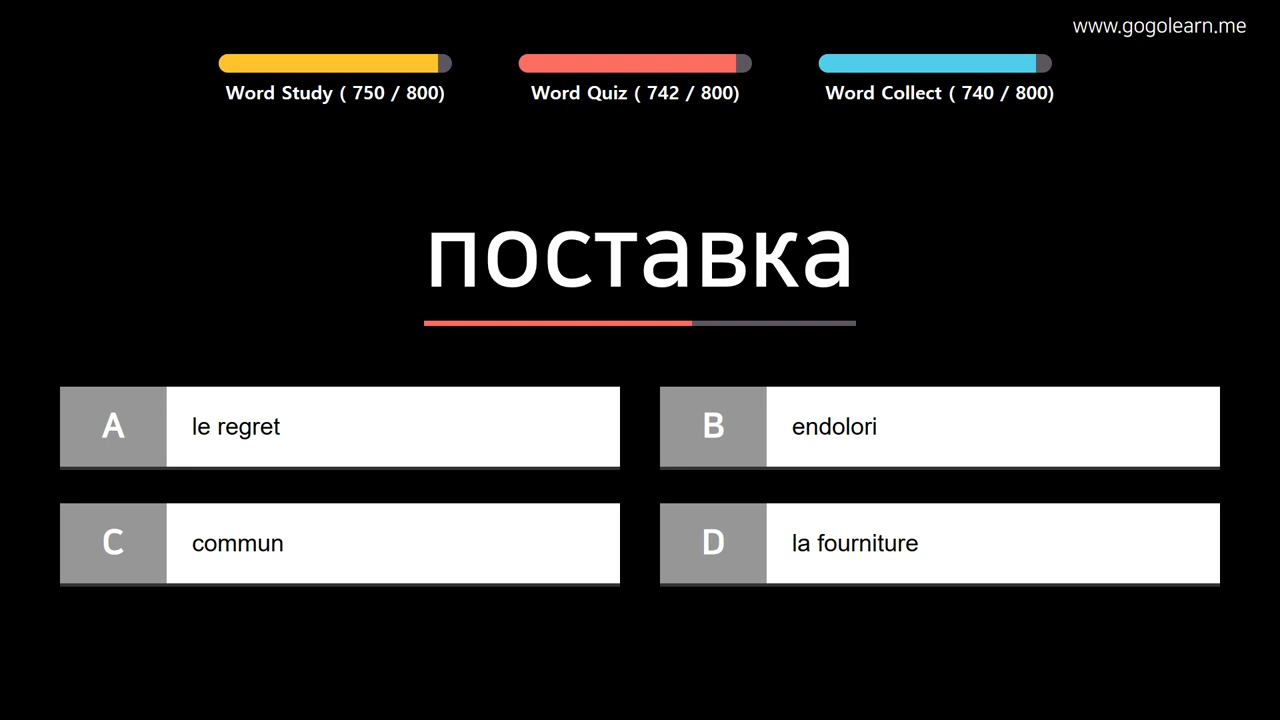 www.gogolearn.me
Word Study ( 750 / 800)
Word Quiz ( 742 / 800)
Word Collect ( 740 / 800)
поставка
A le regret
B endolori
C commun
D la fourniture